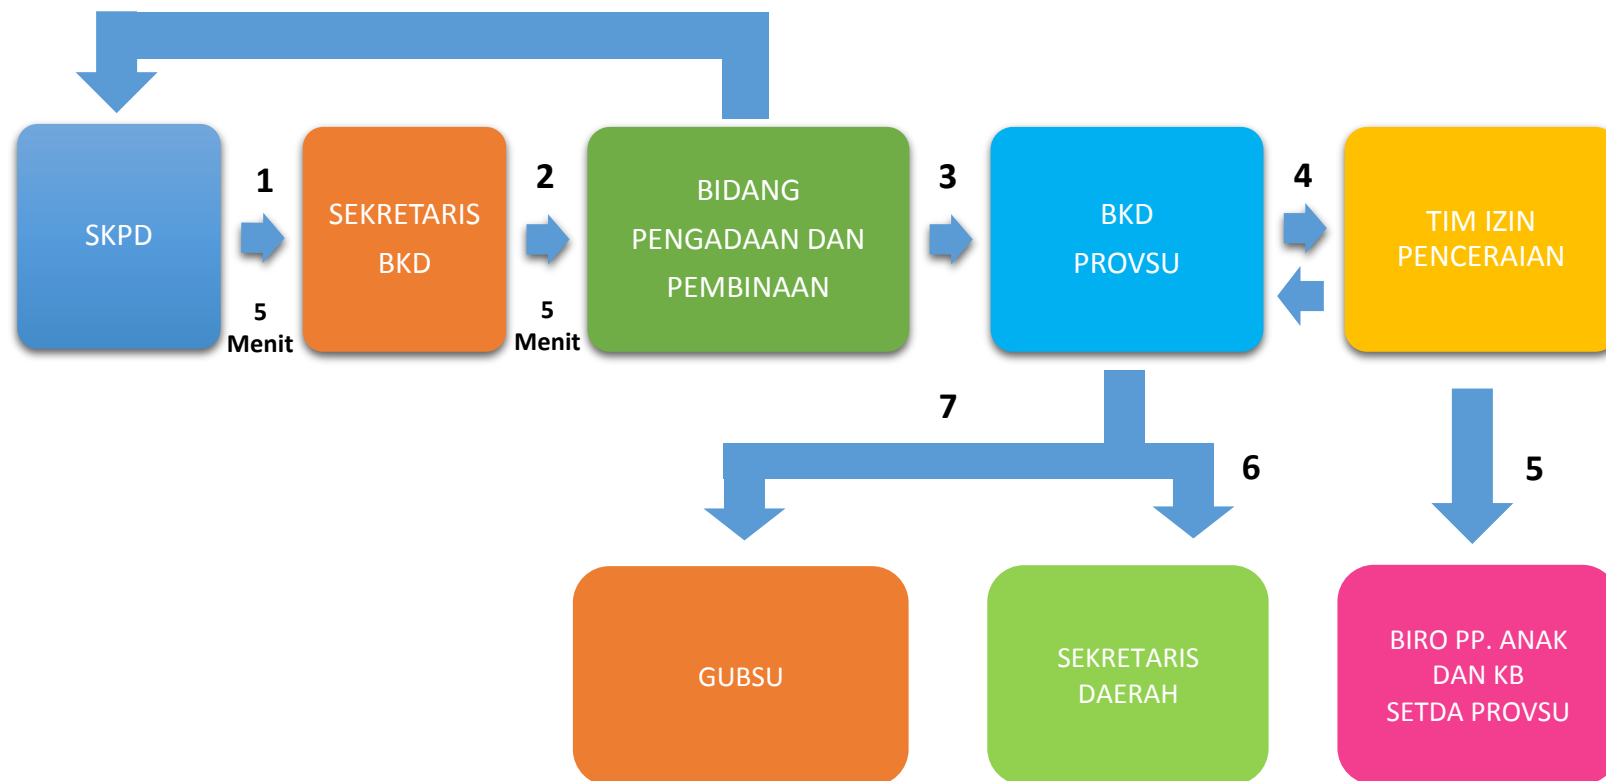 SKPD
1
5
Menit
SEKRETARIS
BKD
2
5
Menit
BIDANG
PENGADAAN DAN
PEMBINAAN
3
BKD
PROVSU
4
TIM IZIN
PENCERAIAN
7
6
5
GUBSU
SEKRETARIS
DAERAH
BIRO PP. ANAK
DAN KB
SETDA PROVSU